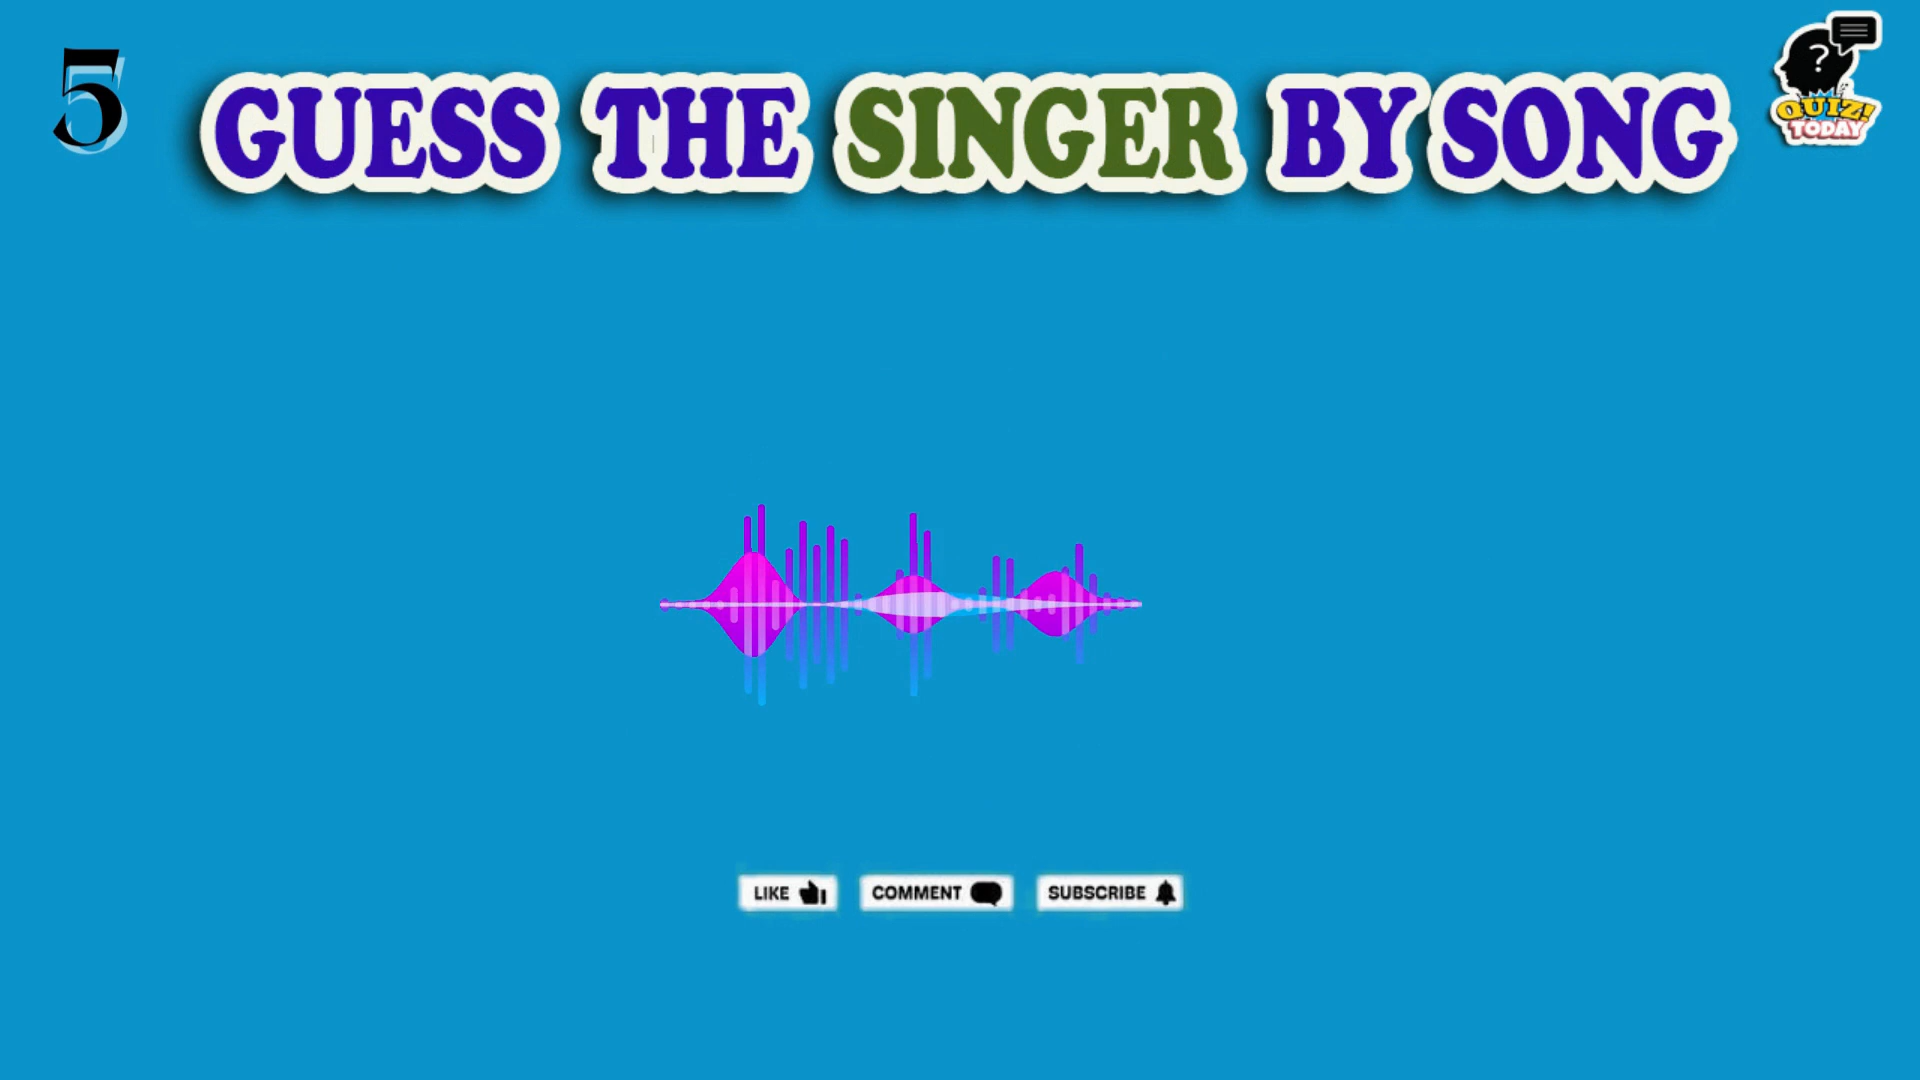 5
GUESS THE SINGER BY SONG
?
QUIZ!
TODAY
LIKE
COMMENT
SUBSCRIBE